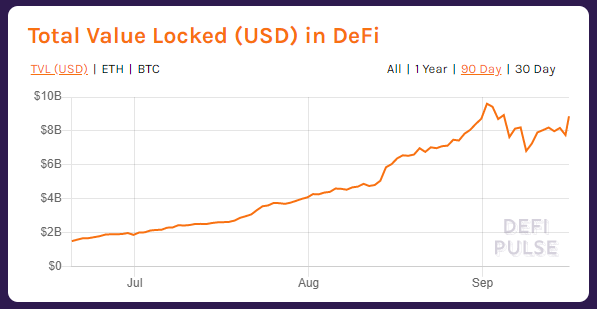 Total Value Locked (USD) in DeFi
TVL (USD) | ETH | BTC
All | 1 Year | 90 Day | 30 Day
$10B
$8B
$6B
$4B
$2B
$0
Jul
Aug
Sep
DEFI
PULSE